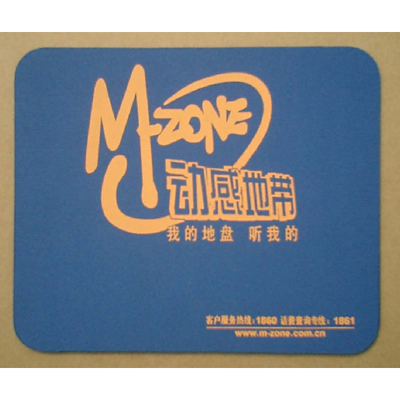 M-ZONE
动感地带
我的地盘 听我的
客户服务热线:1860 话费查询专线:1861
www.m-zone.com.cn